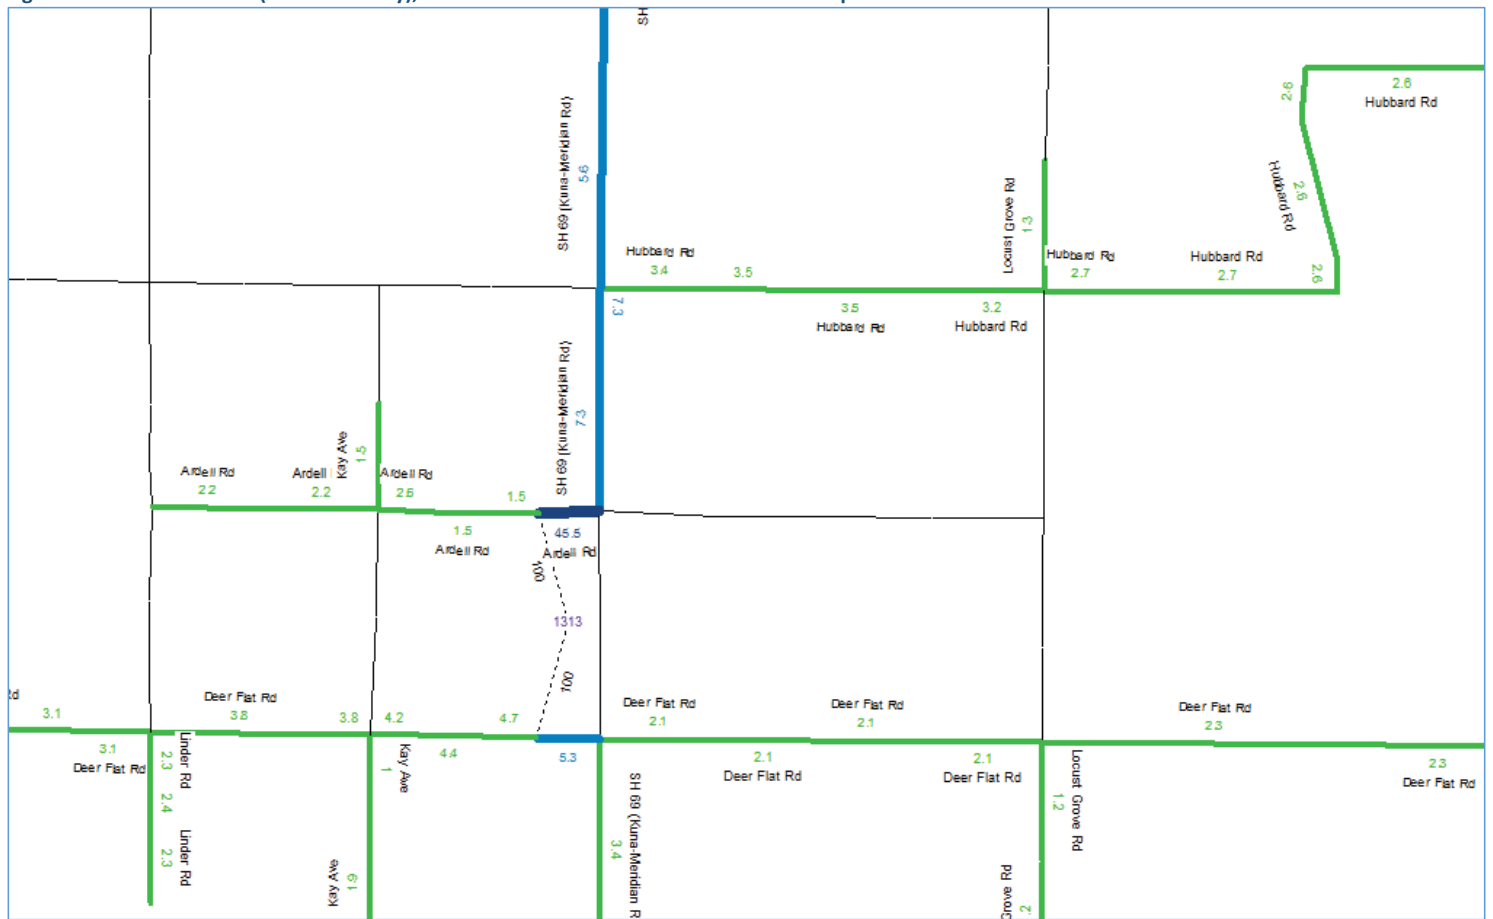 SH
2.6
2.6
Hubbard Rd
SH 69 (Kuna-Meridian Rd)
5.6
Hubbard Rd
2.6
Locust Grove Rd
1.3
Hubbard Rd
3.4
3.5
Hubbard Rd
2.7
Hubbard Rd
2.7
2.6
7.3
3.5
Hubbard Rd
3.2
Hubbard Rd
SH 69 (Kuna-Meridian Rd)
7.3
Kay Ave
1.5
Ardell Rd
2.2
Ardell
2.2
Ardell Rd
2.6
1.5
1.5
Ardell Rd
45.5
Ardell Rd
100
1313
100
Rd
3.1
Deer Flat Rd
3.8
3.8
4.2
4.7
Deer Flat Rd
2.1
Deer Flat Rd
2.1
Deer Flat Rd
2.3
3.1
Deer Flat Rd
Linder Rd
2.3
2.4
Linder Rd
2.3
Kay Ave
1
4.4
5.3
2.1
Deer Flat Rd
2.1
Deer Flat Rd
2.3
Deer Flat Rd
Kay Ave
1.9
SH 69 (Kuna-Meridian R
3.4
Locust Grove Rd
1.2
Grove Rd
.2